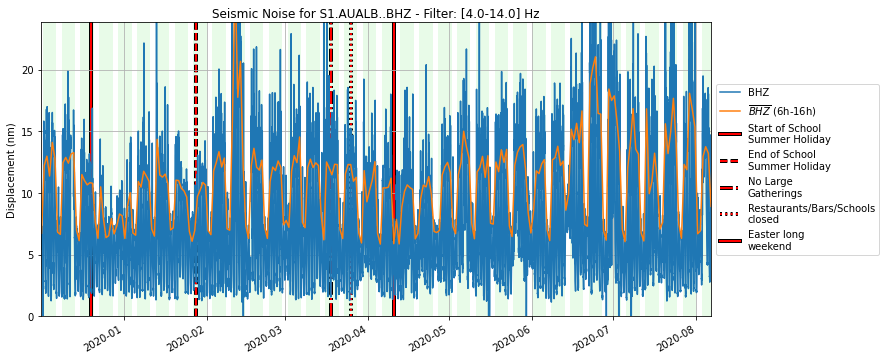 Seismic Noise for S1.AUALB..BHZ - Filter: [4.0-14.0] Hz
Displacement (nm)
20
15
10
5
0
2020-01
2020-02
2020-03
2020-04
2020-05
2020-06
2020-07
2020-08
BHZ
BHZ (6h-16h)
Start of School
Summer Holiday
End of School
Summer Holiday
No Large
Gatherings
Restaurants/Bars/Schools
closed
Easter long
weekend